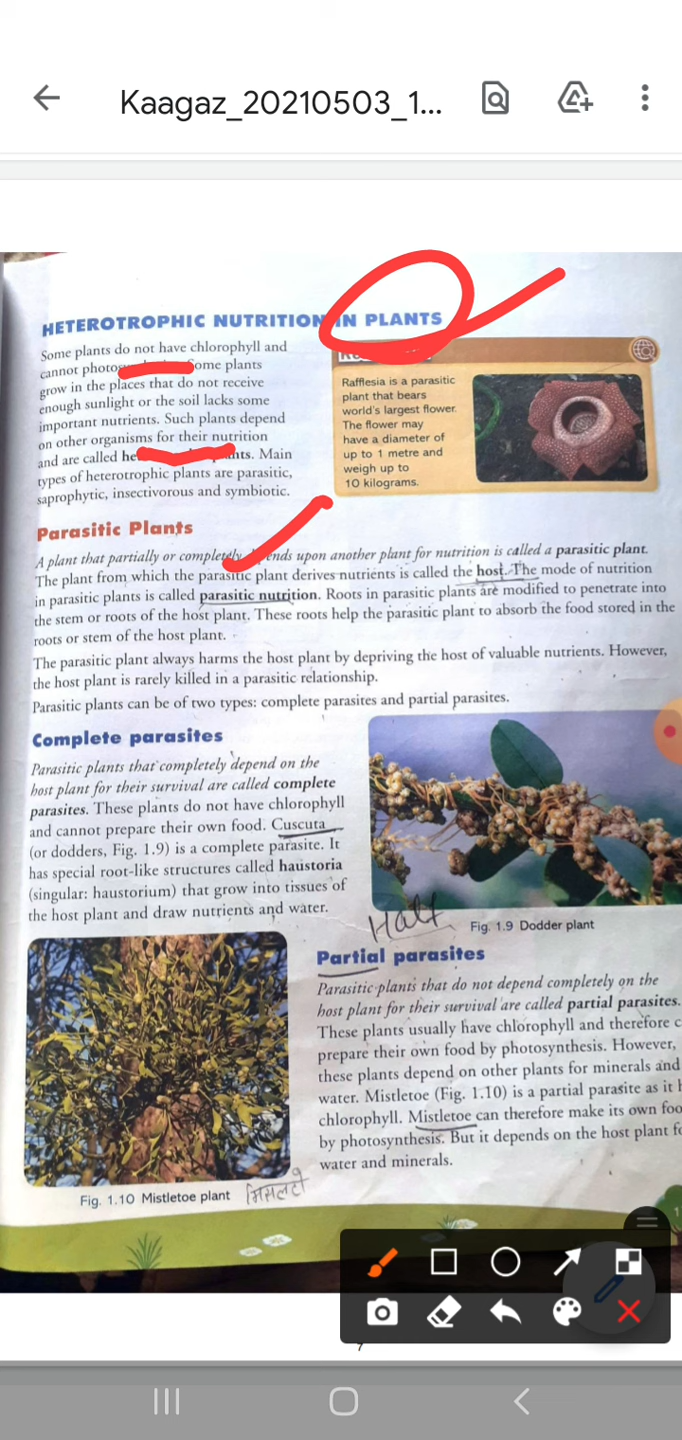 Kaagaz_20210503_1...
HETEROTROPHIC NUTRITION IN PLANTS
Some plants do not have chlorophyll and
cannot Some plants
grow in the places that do not receive
enough sunlight or the soil lacks some
important nutrients. Such plants depend
on other organisms for their nutrition
and are called Main
types of heterotrophic plants are parasitic,
saprophytic, insectivorous and symbiotic.
Rafflesia is a parasitic
plant that bears
world's largest flower.
The flower may
have a diameter of
up to 1 metre and
weigh up to
10 kilograms.
Parasitic Plants
A plant that partially or completely depends upon another plant for nutrition is called a parasitic plant.
The plant from which the parasitic plant derives nutrients is called the host. The mode of nutrition
in parasitic plants is called parasitic nutrition. Roots in parasitic plants are modified to penetrate into
the stem or roots of the host plant. These roots help the parasitic plant to absorb the food stored in the
roots or stem of the host plant.
The parasitic plant always harms the host plant by depriving the host of valuable nutrients. However,
the host plant is rarely killed in a parasitic relationship.
Parasitic plants can be of two types: complete parasites and partial parasites.
Complete parasites
Parasitic plants that completely depend on the
host plant for their survival are called complete
parasites. These plants do not have chlorophyll
and cannot prepare their own food. Cuscuta
(or dodders, Fig. 1.9) is a complete parasite. It
has special root-like structures called haustoria
(singular: haustorium) that grow into tissues of
the host plant and draw nutrients and water.
Half
Fig. 1.9 Dodder plant
Partial parasites
Parasitic plants that do not depend completely on the
host plant for their survival are called partial parasites.
These plants usually have chlorophyll and therefore c
prepare their own food by photosynthesis. However,
these plants depend on other plants for minerals and
water. Mistletoe (Fig. 1.10) is a partial parasite as it h
chlorophyll. Mistletoe can therefore make its own foo
by photosynthesis. But it depends on the host plant fo
water and minerals.
Fig. 1.10 Mistletoe plant मिसलटो
1
7